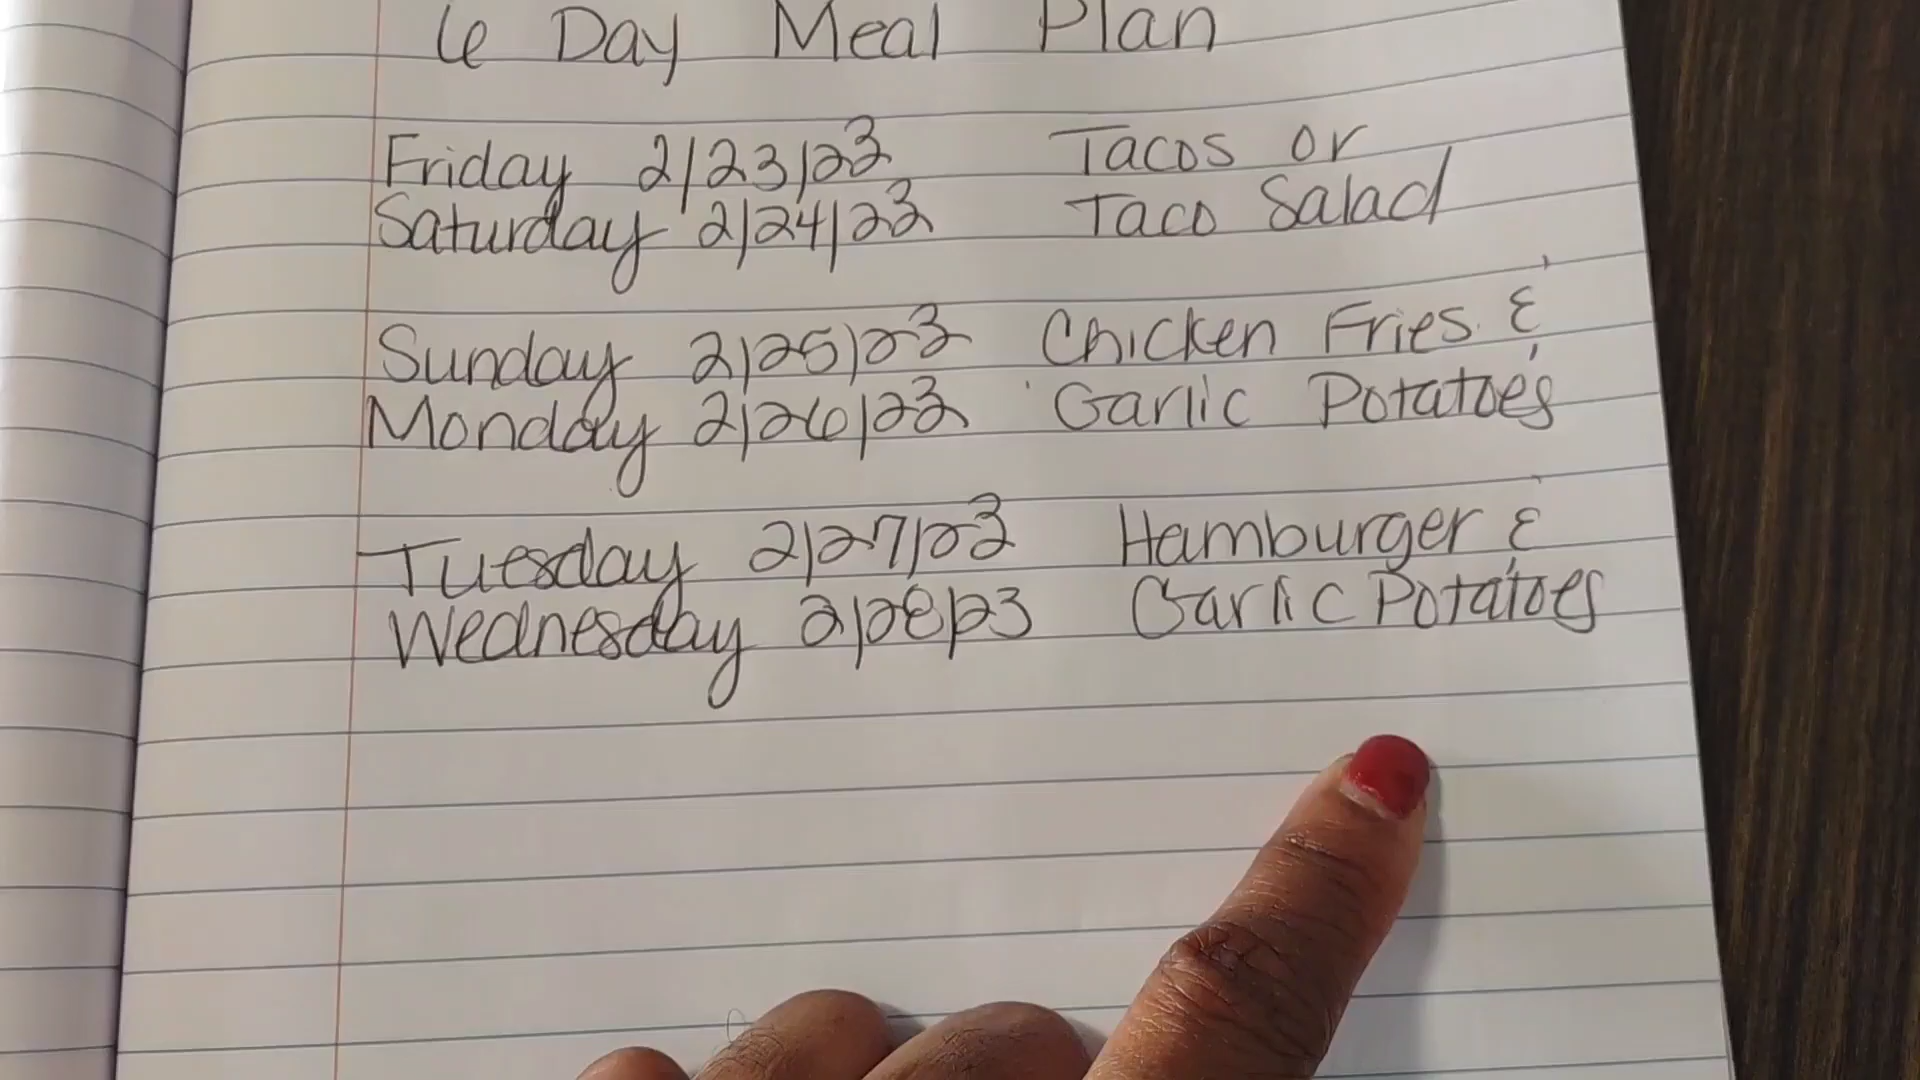 6 Day Meal Plan
Friday 2/23/23 Tacos or
Saturday 2/24/23 Taco Salad
Sunday 2/25/23 Chicken Fries &
Monday 2/26/23 Garlic Potatoes
Tuesday 2/27/23 Hamburger &
Wednesday 2/28/23 Garlic Potatoes